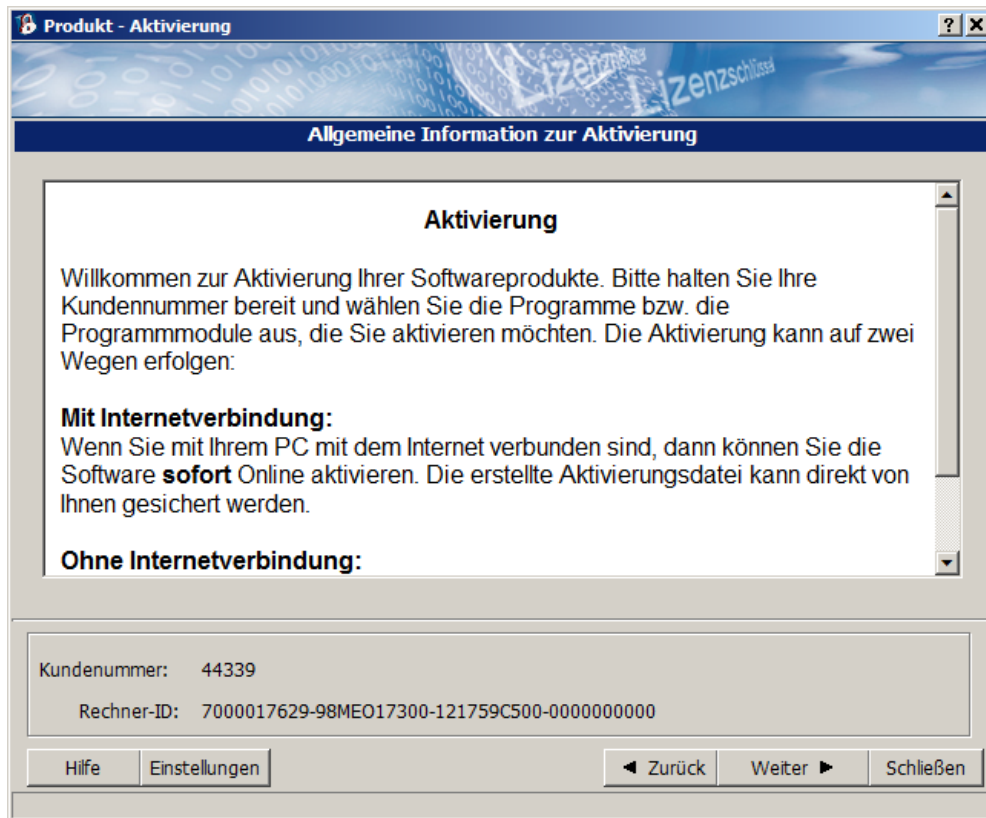 Produkt - Aktivierung
Lizenzschlüssel
Allgemeine Information zur Aktivierung
Aktivierung
Willkommen zur Aktivierung Ihrer Softwareprodukte. Bitte halten Sie Ihre
Kundennummer bereit und wählen Sie die Programme bzw. die
Programmmodule aus, die Sie aktivieren möchten. Die Aktivierung kann auf zwei
Wegen erfolgen:
Mit Internetverbindung:
Wenn Sie mit Ihrem PC mit dem Internet verbunden sind, dann können Sie die
Software sofort Online aktivieren. Die erstellte Aktivierungsdatei kann direkt von
Ihnen gesichert werden.
Ohne Internetverbindung:
Kundenummer: 44339
Rechner-ID: 7000017629-98MEO17300-121759C500-0000000000
Hilfe Einstellungen Zurück Weiter Schließen